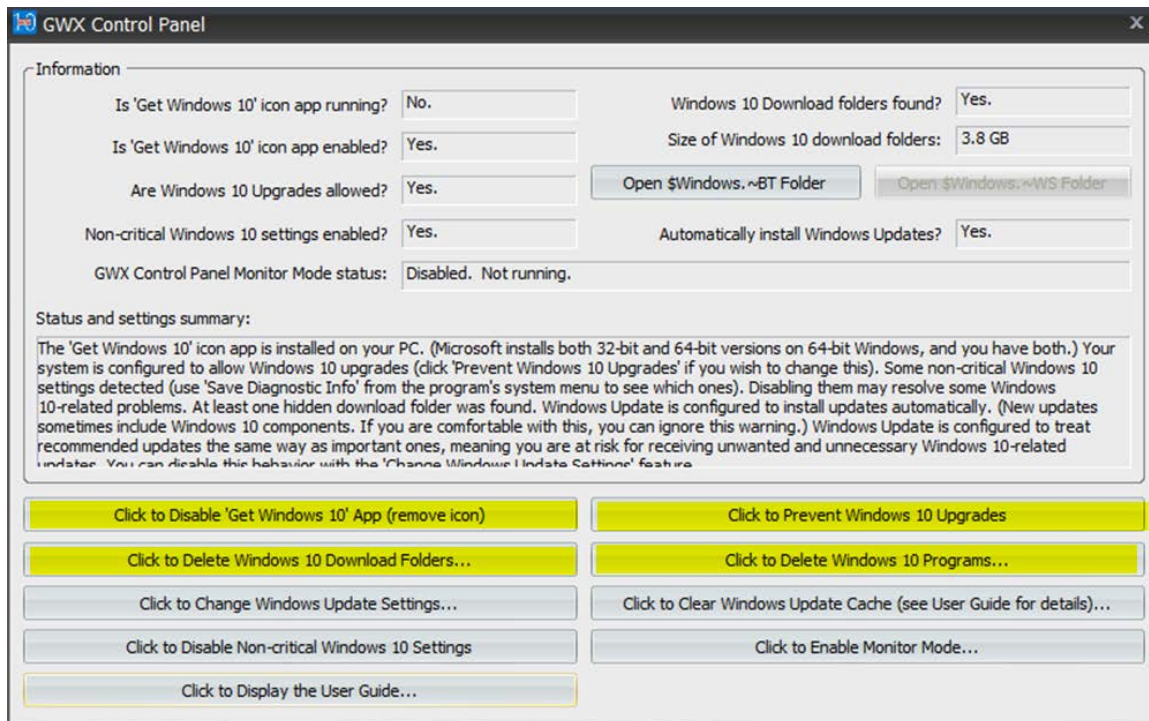 GWX Control Panel
x
Information
Is 'Get Windows 10' icon app running? No.
Windows 10 Download folders found? Yes.
Is 'Get Windows 10' icon app enabled? Yes.
Size of Windows 10 download folders: 3.8 GB
Are Windows 10 Upgrades allowed? Yes.
Open $Windows.~BT Folder
Open $Windows.~WS Folder
Non-critical Windows 10 settings enabled? Yes.
Automatically install Windows Updates? Yes.
GWX Control Panel Monitor Mode status: Disabled. Not running.
Status and settings summary:
The 'Get Windows 10' icon app is installed on your PC. (Microsoft installs both 32-bit and 64-bit versions on 64-bit Windows, and you have both.) Your
system is configured to allow Windows 10 upgrades (click 'Prevent Windows 10 Upgrades' if you wish to change this). Some non-critical Windows 10
settings detected (use 'Save Diagnostic Info' from the program's system menu to see which ones). Disabling them may resolve some Windows
10-related problems. At least one hidden download folder was found. Windows Update is configured to install updates automatically. (New updates
sometimes include Windows 10 components. If you are comfortable with this, you can ignore this warning.) Windows Update is configured to treat
recommended updates the same way as important ones, meaning you are at risk for receiving unwanted and unnecessary Windows 10-related
updates. You can disable this behavior with the 'Change Windows Update Settings' feature.
Click to Disable 'Get Windows 10' App (remove icon)
Click to Prevent Windows 10 Upgrades
Click to Delete Windows 10 Download Folders...
Click to Delete Windows 10 Programs...
Click to Change Windows Update Settings...
Click to Clear Windows Update Cache (see User Guide for details)...
Click to Disable Non-critical Windows 10 Settings
Click to Enable Monitor Mode...
Click to Display the User Guide...